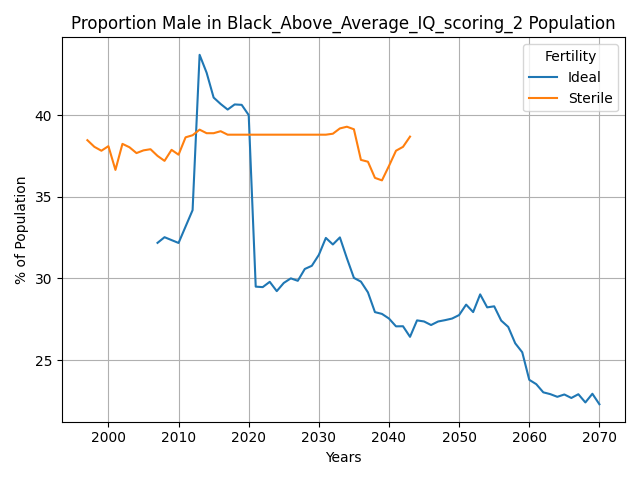 Proportion Male in Black_Above_Average_IQ_scoring_2 Population
Fertility
Ideal
Sterile
% of Population
40
35
30
25
2000 2010 2020 2030 2040 2050 2060 2070
Years